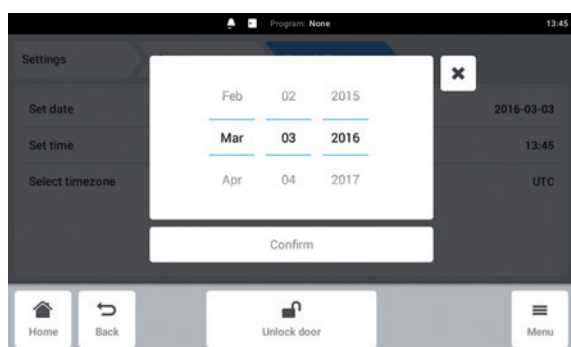 Program: None 13:45
Settings
Feb 02 2015
Set date 2016-03-03
Mar 03 2016
Set time 13:45
Apr 04 2017
Select timezone UTC
Confirm
Home Back Unlock door Menu